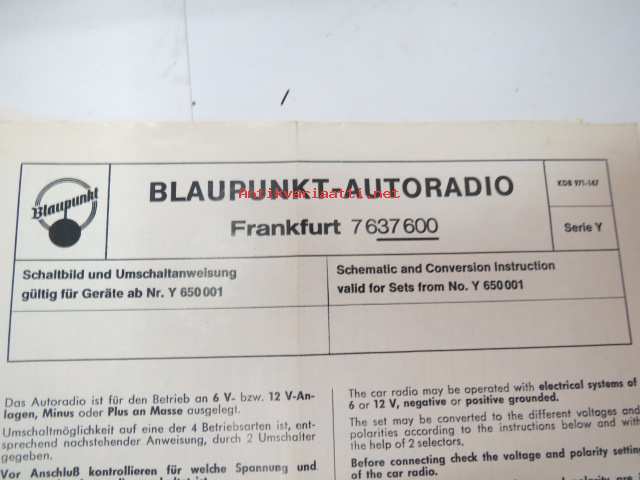 BLAUPUNKT-AUTORADIO
Frankfurt 7 637 600
Blaupunkt
KDB 971-147
Serie Y
Antikvariaatti.net
Schaltbild und Umschaltanweisung
gültig für Geräte ab Nr. Y 650 001
Schematic and Conversion Instruction
valid for Sets from No. Y 650 001
Das Autoradio ist für den Betrieb an 6 V- bzw. 12 V-An-
lagen, Minus oder Plus an Masse ausgelegt.
Umschaltmöglichkeit auf eine der 4 Betriebsarten ist, ent-
sprechend nachstehender Anweisung, durch 2 Umschalter
gegeben.
Vor Anschluß kontrollieren für welche Spannung und
The car radio may be operated with electrical systems of
6 or 12 V, negative or positive grounded.
The set may be converted to the different voltages and
polarities according to the instructions below and with
the help of 2 selectors.
Before connecting check the voltage and polarity setting
of the car radio.